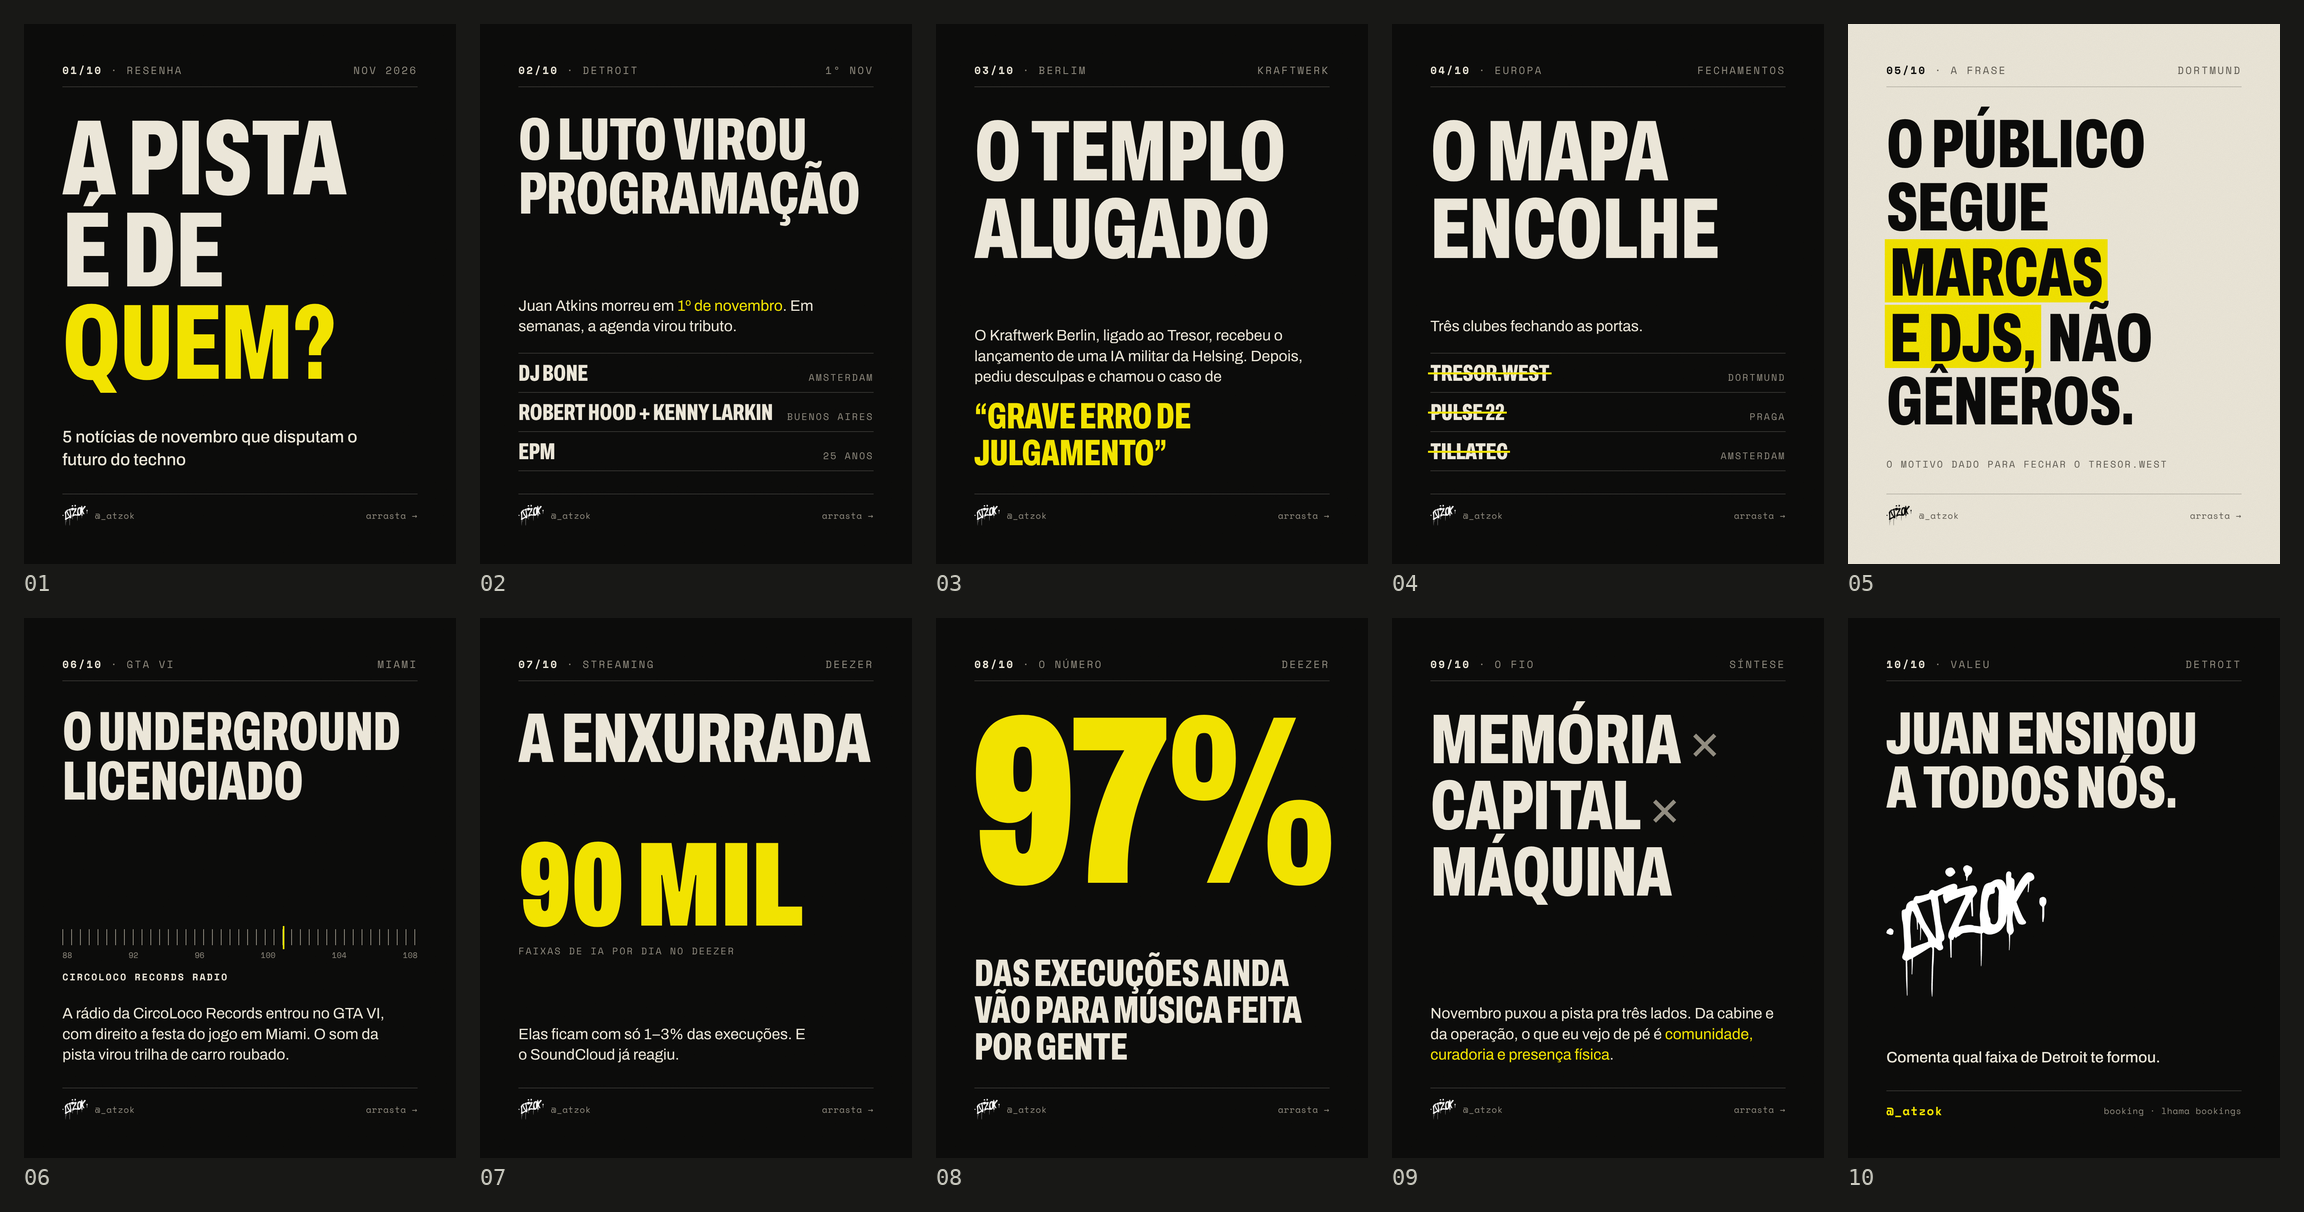 01/10 · RESENHA NOV 2026
A PISTA
É DE
QUEM?
5 notícias de novembro que disputam o
futuro do techno
ATZOK @_atzok arrasta →
01
02/10 · DETROIT 1º NOV
O LUTO VIROU
PROGRAMAÇÃO
Juan Atkins morreu em 1º de novembro. Em
semanas, a agenda virou tributo.
DJ BONE AMSTERDAM
ROBERT HOOD + KENNY LARKIN BUENOS AIRES
EPM 25 ANOS
ATZOK @_atzok arrasta →
02
03/10 · BERLIM KRAFTWERK
O TEMPLO
ALUGADO
O Kraftwerk Berlin, ligado ao Tresor, recebeu o
lançamento de uma IA militar da Helsing. Depois,
pediu desculpas e chamou o caso de
“GRAVE ERRO DE
JULGAMENTO”
ATZOK @_atzok arrasta →
03
04/10 · EUROPA FECHAMENTOS
O MAPA
ENCOLHE
Três clubes fechando as portas.
TRESOR.WEST DORTMUND
PULSE 22 PRAGA
TILLATEC AMSTERDAM
ATZOK @_atzok arrasta →
04
05/10 · A FRASE DORTMUND
O PÚBLICO
SEGUE
MARCAS
E DJS, NÃO
GÊNEROS.
O MOTIVO DADO PARA FECHAR O TRESOR.WEST
ATZOK @_atzok arrasta →
05
06/10 · GTA VI MIAMI
O UNDERGROUND
LICENCIADO
88 92 96 100 104 108
CIRCOLOCO RECORDS RADIO
A rádio da CircoLoco Records entrou no GTA VI,
com direito a festa do jogo em Miami. O som da
pista virou trilha de carro roubado.
ATZOK @_atzok arrasta →
06
07/10 · STREAMING DEEZER
A ENXURRADA
90 MIL
FAIXAS DE IA POR DIA NO DEEZER
Elas ficam com só 1–3% das execuções. E
o SoundCloud já reagiu.
ATZOK @_atzok arrasta →
07
08/10 · O NÚMERO DEEZER
97%
DAS EXECUÇÕES AINDA
VÃO PARA MÚSICA FEITA
POR GENTE
ATZOK @_atzok arrasta →
08
09/10 · O FIO SÍNTESE
MEMÓRIA ×
CAPITAL ×
MÁQUINA
Novembro puxou a pista pra três lados. Da cabine e
da operação, o que eu vejo de pé é comunidade,
curadoria e presença física.
ATZOK @_atzok arrasta →
09
10/10 · VALEU DETROIT
JUAN ENSINOU
A TODOS NÓS.
ATZOK
Comenta qual faixa de Detroit te formou.
@_atzok booking · lhama bookings
10